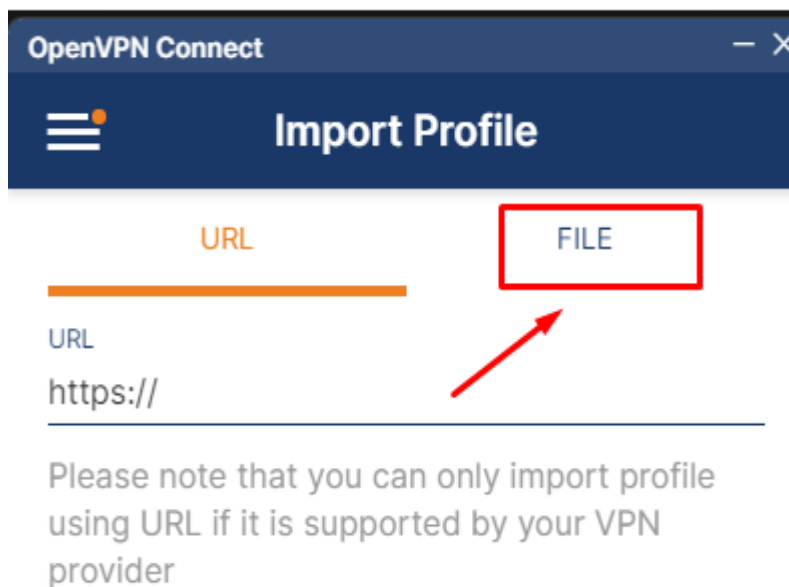 OpenVPN Connect
Import Profile
URL
FILE
URL
https://
Please note that you can only import profile
using URL if it is supported by your VPN
provider